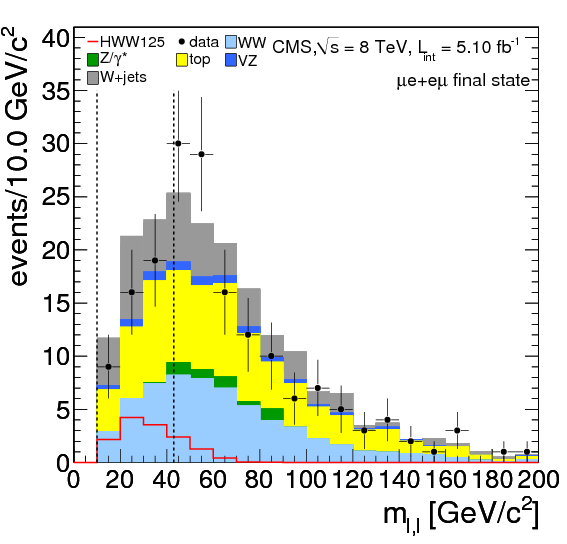 HWW125 data WW CMS,√s = 8 TeV, L_int = 5.10 fb⁻¹
Z/γ* top VZ
W+jets μe+eμ final state
events/10.0 GeV/c²
40
35
30
25
20
15
10
5
0
0 20 40 60 80 100 120 140 160 180 200
m_l,l [GeV/c²]